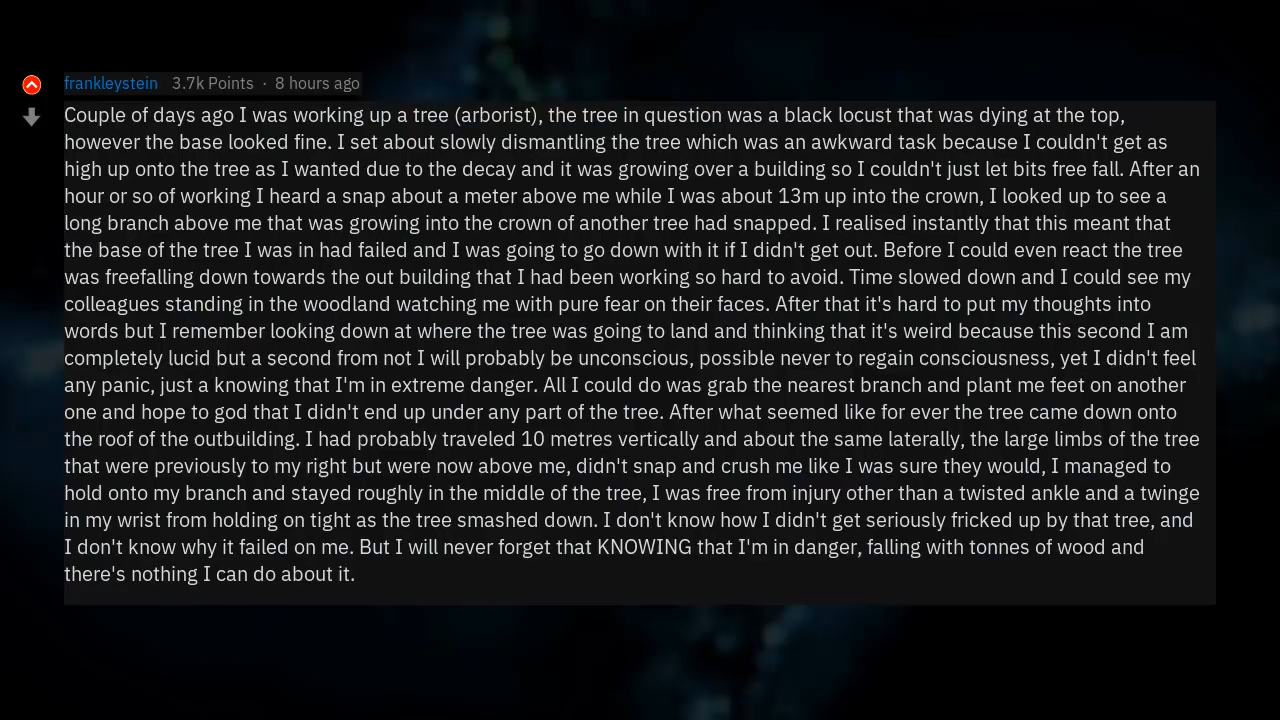 frankleystein 3.7k Points · 8 hours ago
Couple of days ago I was working up a tree (arborist), the tree in question was a black locust that was dying at the top,
however the base looked fine. I set about slowly dismantling the tree which was an awkward task because I couldn't get as
high up onto the tree as I wanted due to the decay and it was growing over a building so I couldn't just let bits free fall. After an
hour or so of working I heard a snap about a meter above me while I was about 13m up into the crown, I looked up to see a
long branch above me that was growing into the crown of another tree had snapped. I realised instantly that this meant that
the base of the tree I was in had failed and I was going to go down with it if I didn't get out. Before I could even react the tree
was freefalling down towards the out building that I had been working so hard to avoid. Time slowed down and I could see my
colleagues standing in the woodland watching me with pure fear on their faces. After that it's hard to put my thoughts into
words but I remember looking down at where the tree was going to land and thinking that it's weird because this second I am
completely lucid but a second from not I will probably be unconscious, possible never to regain consciousness, yet I didn't feel
any panic, just a knowing that I'm in extreme danger. All I could do was grab the nearest branch and plant me feet on another
one and hope to god that I didn't end up under any part of the tree. After what seemed like for ever the tree came down onto
the roof of the outbuilding. I had probably traveled 10 metres vertically and about the same laterally, the large limbs of the tree
that were previously to my right but were now above me, didn't snap and crush me like I was sure they would, I managed to
hold onto my branch and stayed roughly in the middle of the tree, I was free from injury other than a twisted ankle and a twinge
in my wrist from holding on tight as the tree smashed down. I don't know how I didn't get seriously fricked up by that tree, and
I don't know why it failed on me. But I will never forget that KNOWING that I'm in danger, falling with tonnes of wood and
there's nothing I can do about it.